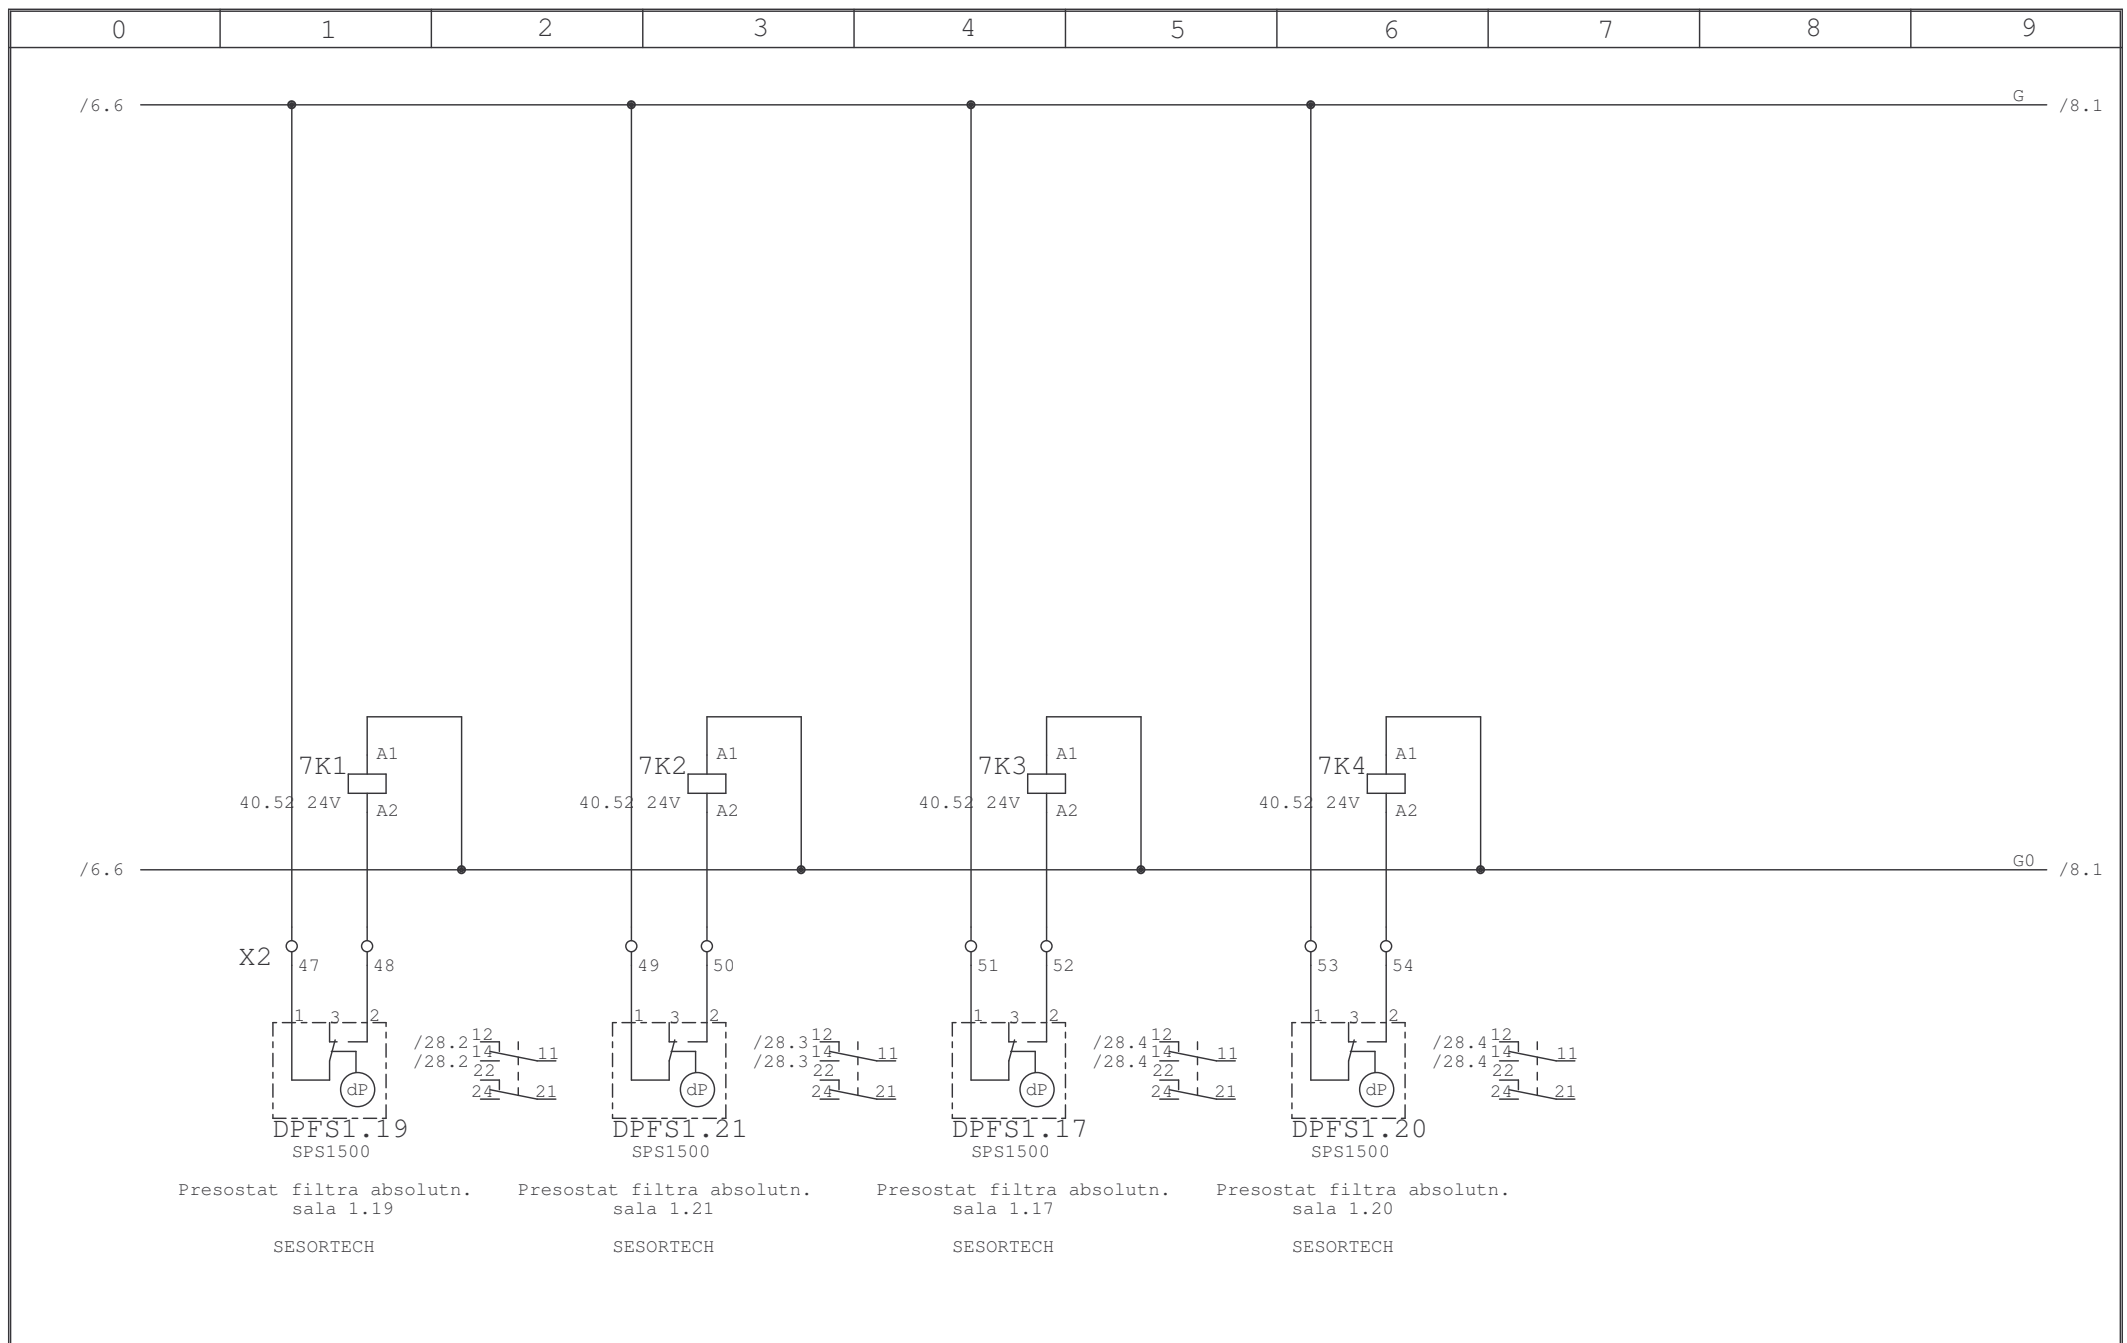 0 1 2 3 4 5 6 7 8 9
/6.6 G /8.1
A1 A1 A1 A1
7K1 7K2 7K3 7K4
40.52 24V 40.52 24V 40.52 24V 40.52 24V
A2 A2 A2 A2
/6.6 G0 /8.1
X2 47 48 49 50 51 52 53 54
1 3 2 1 3 2 1 3 2 1 3 2
/28.2 12 /28.3 12 /28.4 12 /28.4 12
/28.2 14 11 /28.3 14 11 /28.4 14 11 /28.4 14 11
22 22 22 22
dP 24 21 dP 24 21 dP 24 21 dP 24 21
DPFS1.19 DPFS1.21 DPFS1.17 DPFS1.20
SPS1500 SPS1500 SPS1500 SPS1500
Presostat filtra absolutn. Presostat filtra absolutn. Presostat filtra absolutn. Presostat filtra absolutn.
sala 1.19 sala 1.21 sala 1.17 sala 1.20
SESORTECH SESORTECH SESORTECH SESORTECH